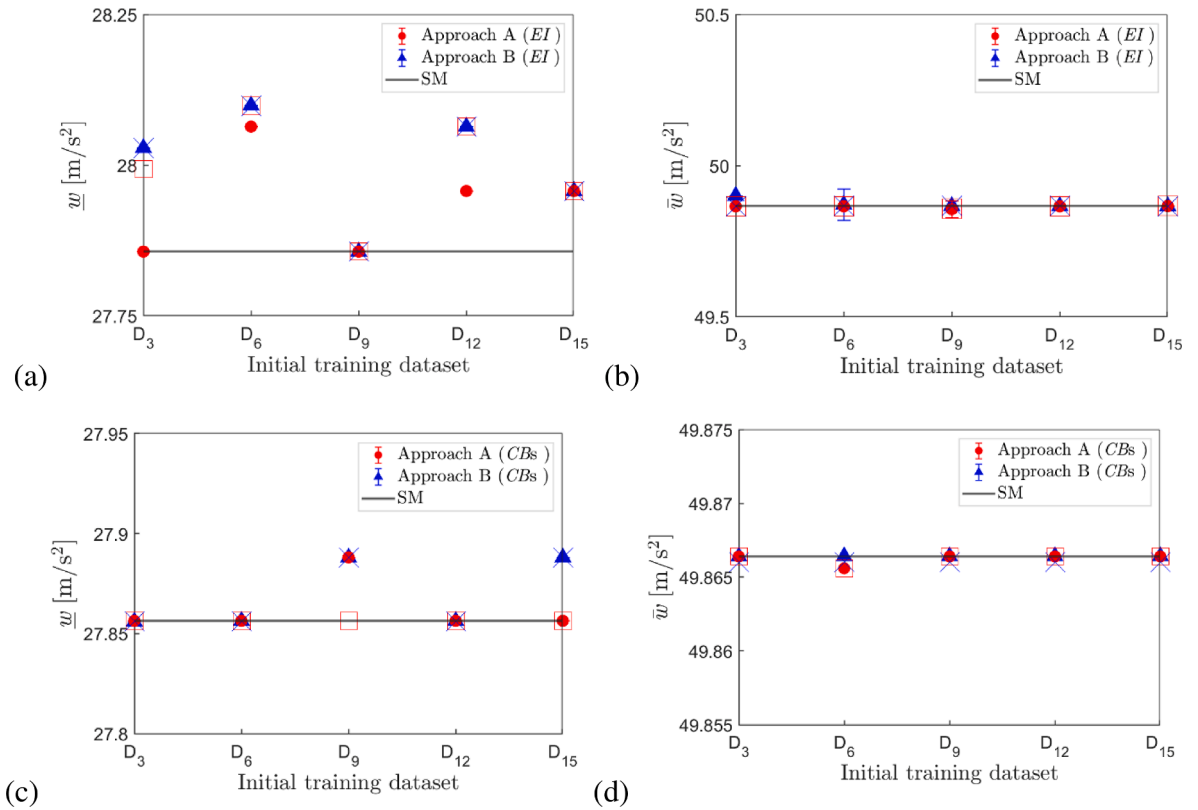 28.25
28
27.75
w [m/s²]
Approach A (EI )
Approach B (EI )
SM
D₃ D₆ D₉ D₁₂ D₁₅
Initial training dataset
(a)
50.5
50
49.5
w̄ [m/s²]
Approach A (EI )
Approach B (EI )
SM
D₃ D₆ D₉ D₁₂ D₁₅
Initial training dataset
(b)
27.95
27.9
27.85
27.8
w [m/s²]
Approach A (CBs )
Approach B (CBs )
SM
D₃ D₆ D₉ D₁₂ D₁₅
Initial training dataset
(c)
49.875
49.87
49.865
49.86
49.855
w̄ [m/s²]
Approach A (CBs )
Approach B (CBs )
SM
D₃ D₆ D₉ D₁₂ D₁₅
Initial training dataset
(d)